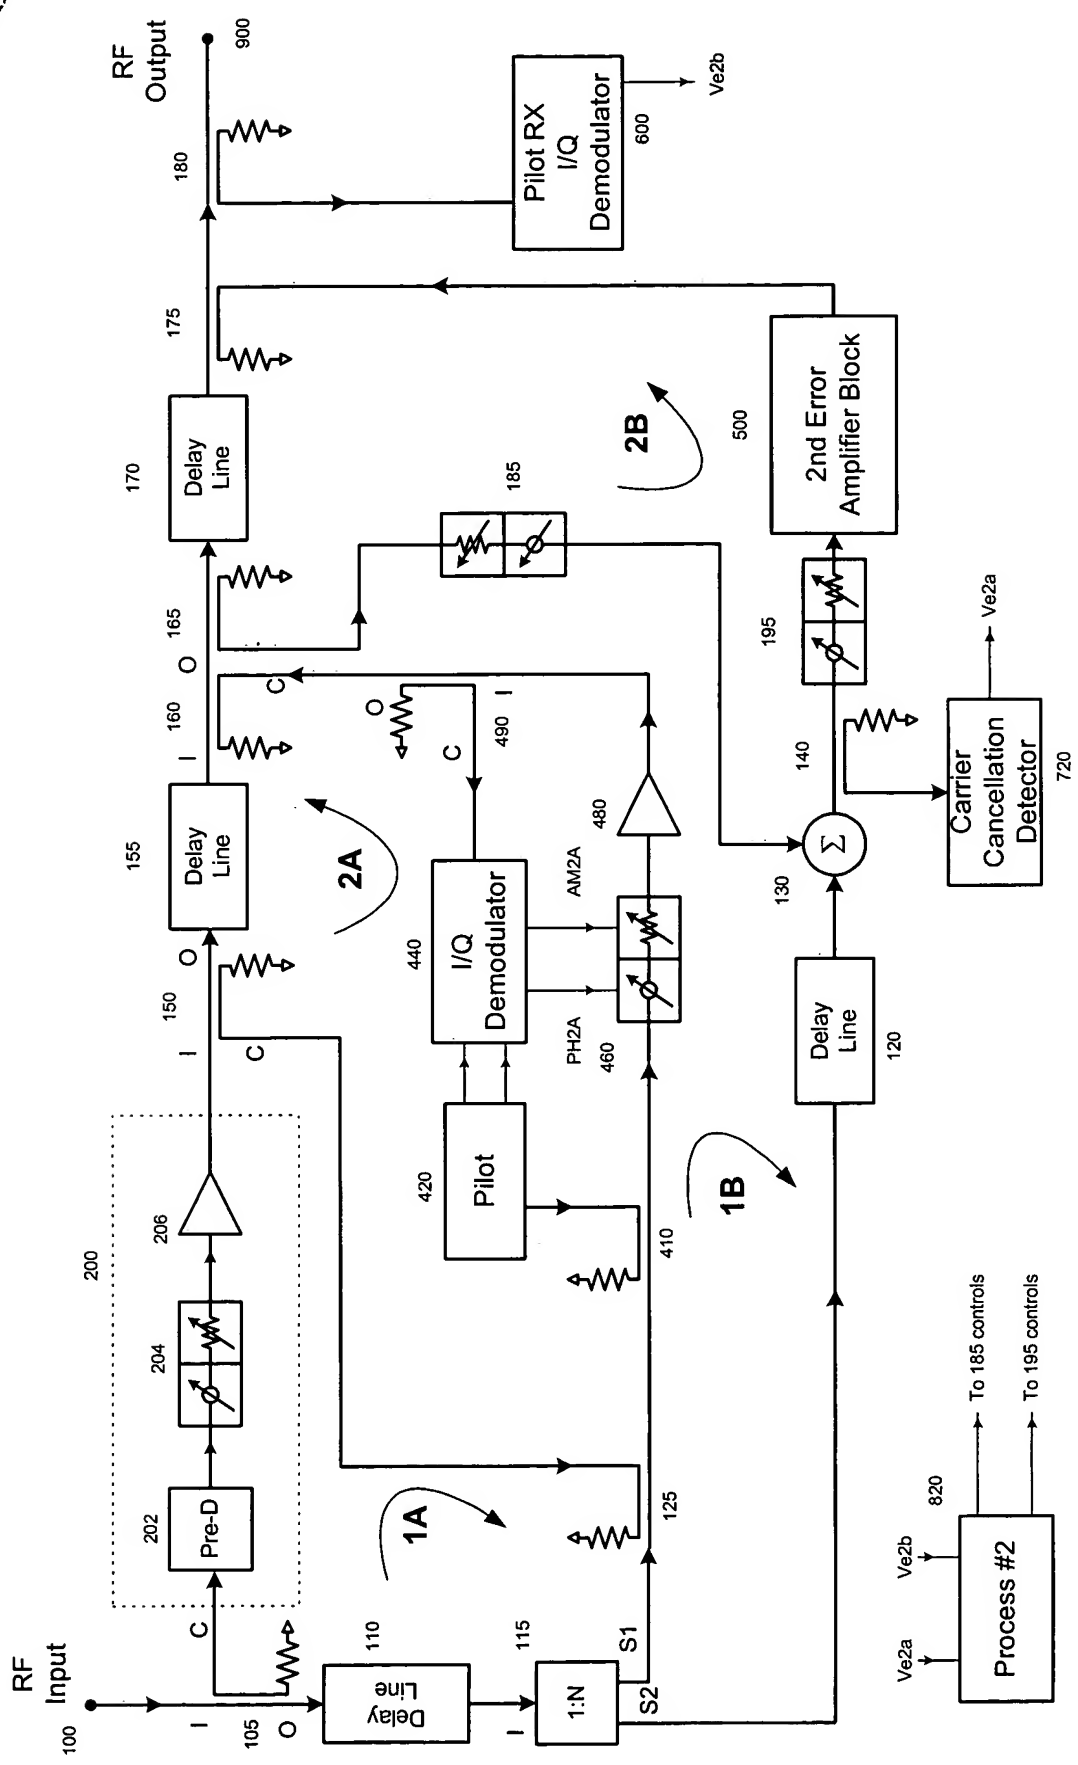 RF
Input
100
I
105
O
C
200
202
Pre-D
204
206
I
150
O
C
155
Delay
Line
I
160
O
C
165
170
Delay
Line
175
180
RF
Output
900
Pilot RX
I/Q
Demodulator
600
Ve2b
110
Delay
Line
I
115
1:N
S1
S2
1A
125
2A
420
Pilot
410
440
I/Q
Demodulator
O
C
I
490
PH2A
AM2A
460
480
185
2B
1B
120
Delay
Line
130
Σ
140
195
500
2nd Error
Amplifier Block
Carrier
Cancellation
Detector
720
Ve2a
820
Ve2a
Ve2b
Process #2
To 185 controls
To 195 controls